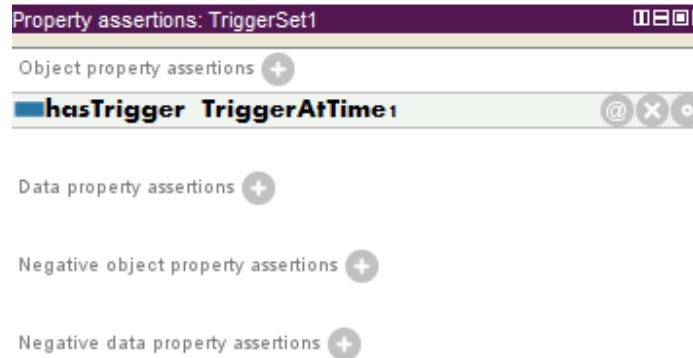 Property assertions: TriggerSet1
Object property assertions
hasTrigger TriggerAtTime1
@
Data property assertions
Negative object property assertions
Negative data property assertions